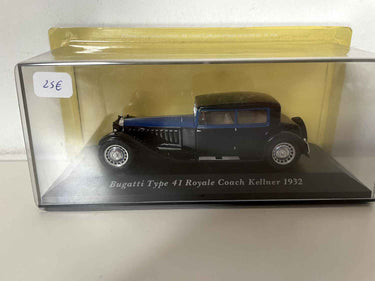 25€
Bugatti Type 41 Royale Coach Kellner 1932